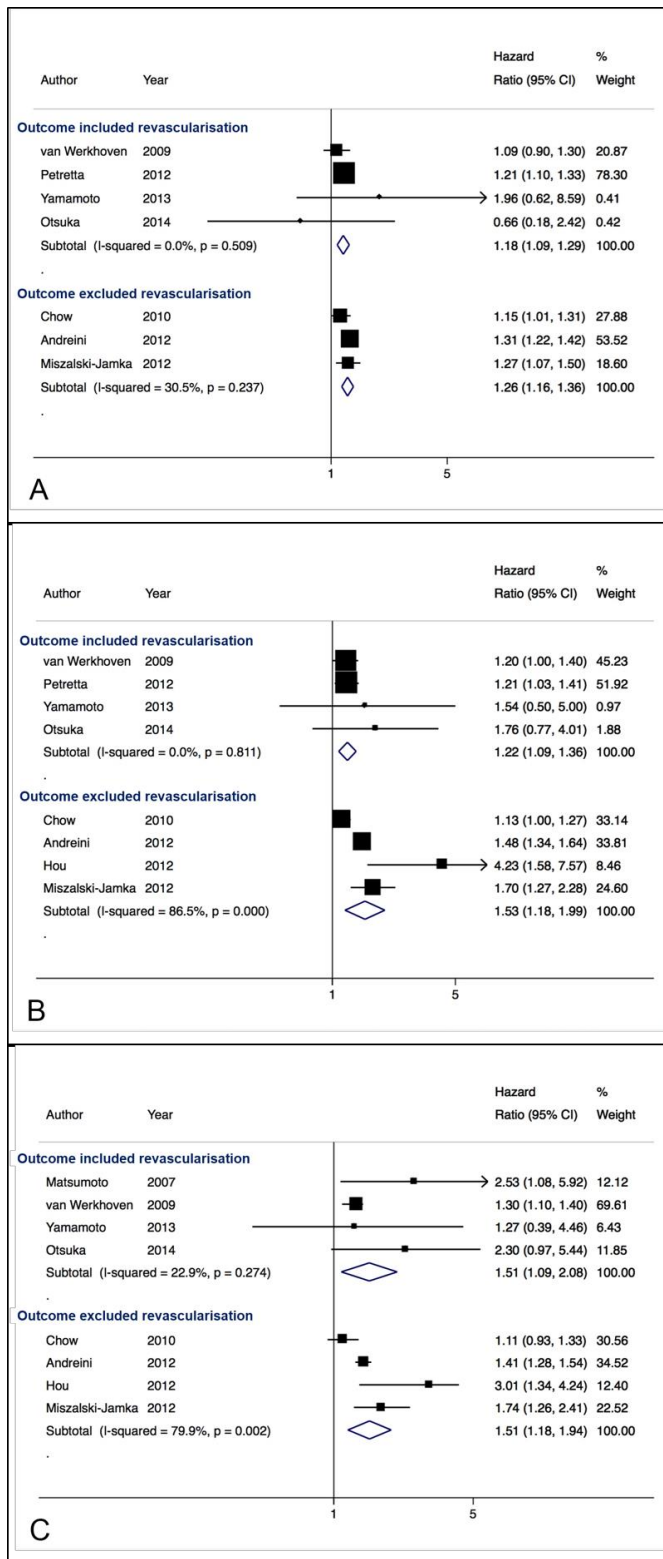 Hazard %
Author Year Ratio (95% CI) Weight
Outcome included revascularisation
van Werkhoven 2009 1.09 (0.90, 1.30) 20.87
Petretta 2012 1.21 (1.10, 1.33) 78.30
Yamamoto 2013 1.96 (0.62, 8.59) 0.41
Otsuka 2014 0.66 (0.18, 2.42) 0.42
Subtotal (I-squared = 0.0%, p = 0.509) 1.18 (1.09, 1.29) 100.00
.
Outcome excluded revascularisation
Chow 2010 1.15 (1.01, 1.31) 27.88
Andreini 2012 1.31 (1.22, 1.42) 53.52
Miszalski-Jamka 2012 1.27 (1.07, 1.50) 18.60
Subtotal (I-squared = 30.5%, p = 0.237) 1.26 (1.16, 1.36) 100.00
.
1 5
A
Hazard %
Author Year Ratio (95% CI) Weight
Outcome included revascularisation
van Werkhoven 2009 1.20 (1.00, 1.40) 45.23
Petretta 2012 1.21 (1.03, 1.41) 51.92
Yamamoto 2013 1.54 (0.50, 5.00) 0.97
Otsuka 2014 1.76 (0.77, 4.01) 1.88
Subtotal (I-squared = 0.0%, p = 0.811) 1.22 (1.09, 1.36) 100.00
.
Outcome excluded revascularisation
Chow 2010 1.13 (1.00, 1.27) 33.14
Andreini 2012 1.48 (1.34, 1.64) 33.81
Hou 2012 4.23 (1.58, 7.57) 8.46
Miszalski-Jamka 2012 1.70 (1.27, 2.28) 24.60
Subtotal (I-squared = 86.5%, p = 0.000) 1.53 (1.18, 1.99) 100.00
.
1 5
B
Hazard %
Author Year Ratio (95% CI) Weight
Outcome included revascularisation
Matsumoto 2007 2.53 (1.08, 5.92) 12.12
van Werkhoven 2009 1.30 (1.10, 1.40) 69.61
Yamamoto 2013 1.27 (0.39, 4.46) 6.43
Otsuka 2014 2.30 (0.97, 5.44) 11.85
Subtotal (I-squared = 22.9%, p = 0.274) 1.51 (1.09, 2.08) 100.00
.
Outcome excluded revascularisation
Chow 2010 1.11 (0.93, 1.33) 30.56
Andreini 2012 1.41 (1.28, 1.54) 34.52
Hou 2012 3.01 (1.34, 4.24) 12.40
Miszalski-Jamka 2012 1.74 (1.26, 2.41) 22.52
Subtotal (I-squared = 79.9%, p = 0.002) 1.51 (1.18, 1.94) 100.00
.
1 5
C